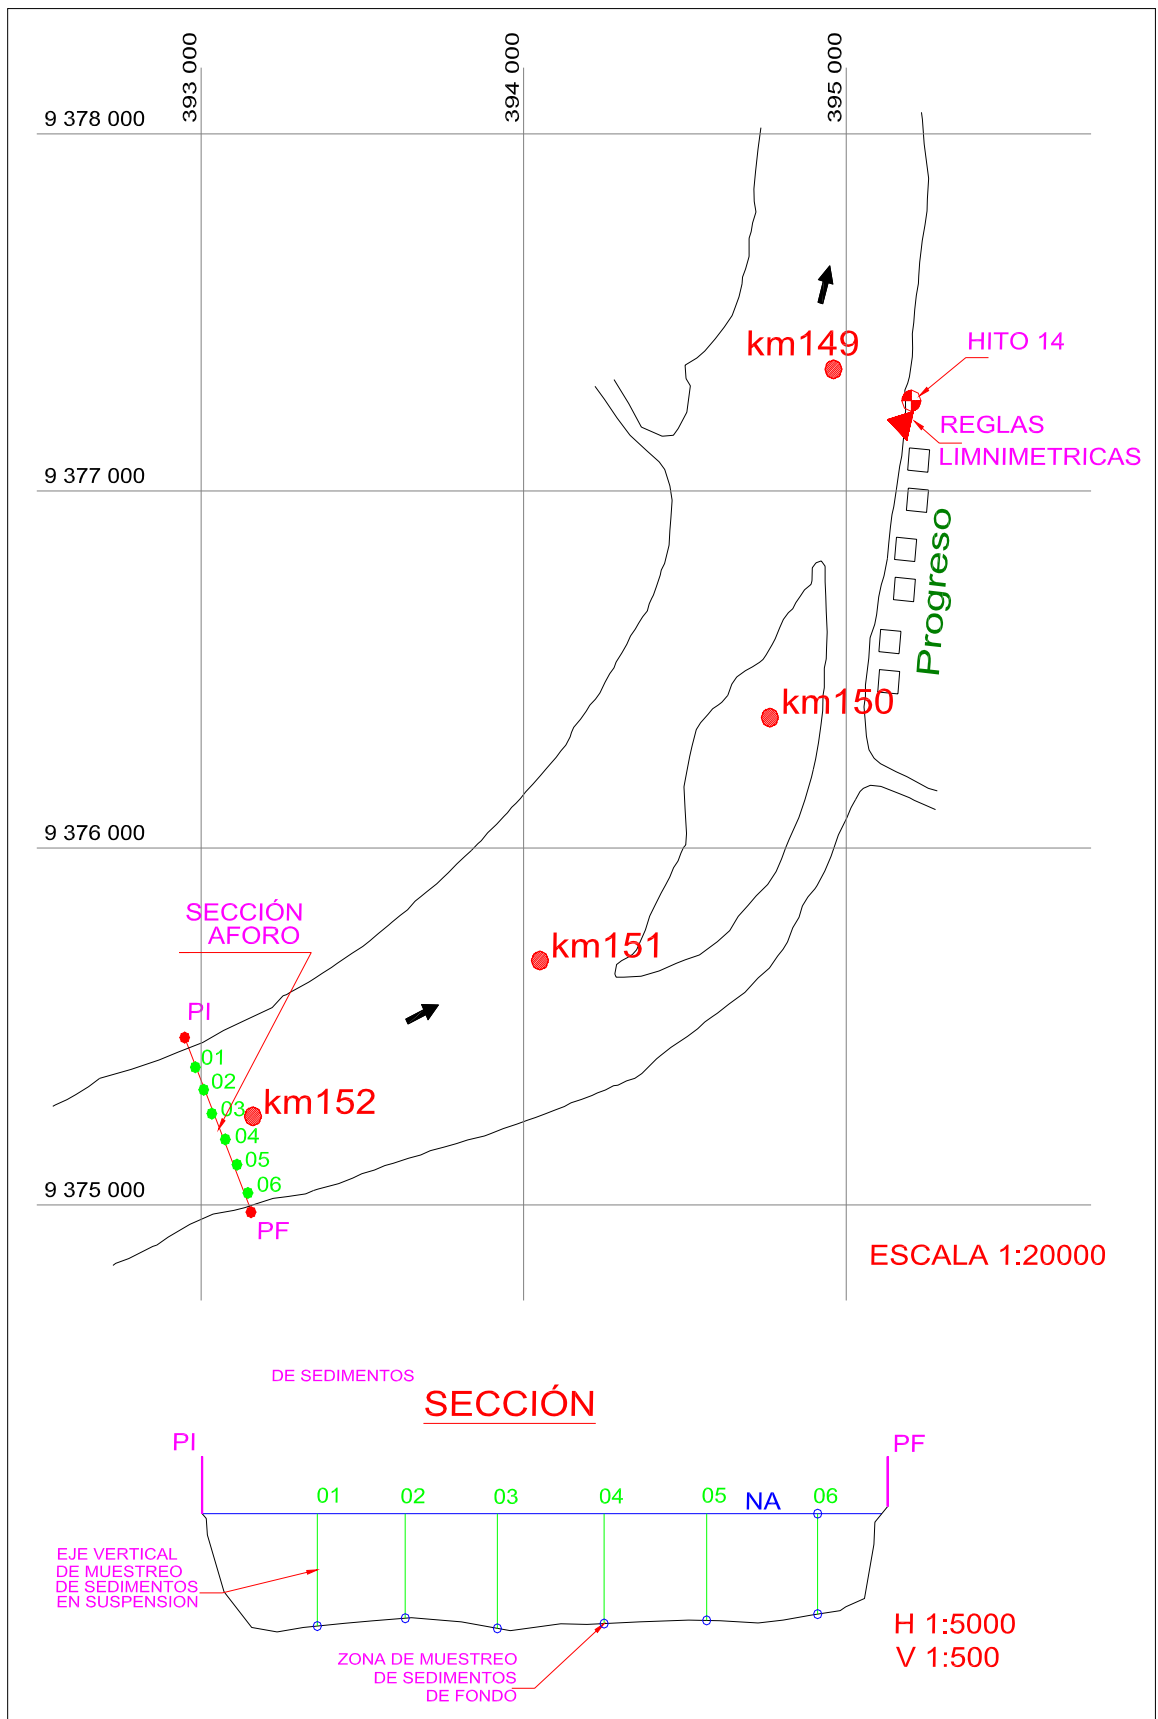 393 000
394 000
395 000
9 378 000
km149
HITO 14
REGLAS
LIMNIMETRICAS
9 377 000
Progreso
km150
9 376 000
SECCIÓN
AFORO
km151
PI
01
02
km152
03
04
05
06
9 375 000
PF
ESCALA 1:20000
DE SEDIMENTOS
SECCIÓN
PI
PF
01
02
03
04
05
NA
06
EJE VERTICAL
DE MUESTREO
DE SEDIMENTOS
EN SUSPENSION
H 1:5000
V 1:500
ZONA DE MUESTREO
DE SEDIMENTOS
DE FONDO